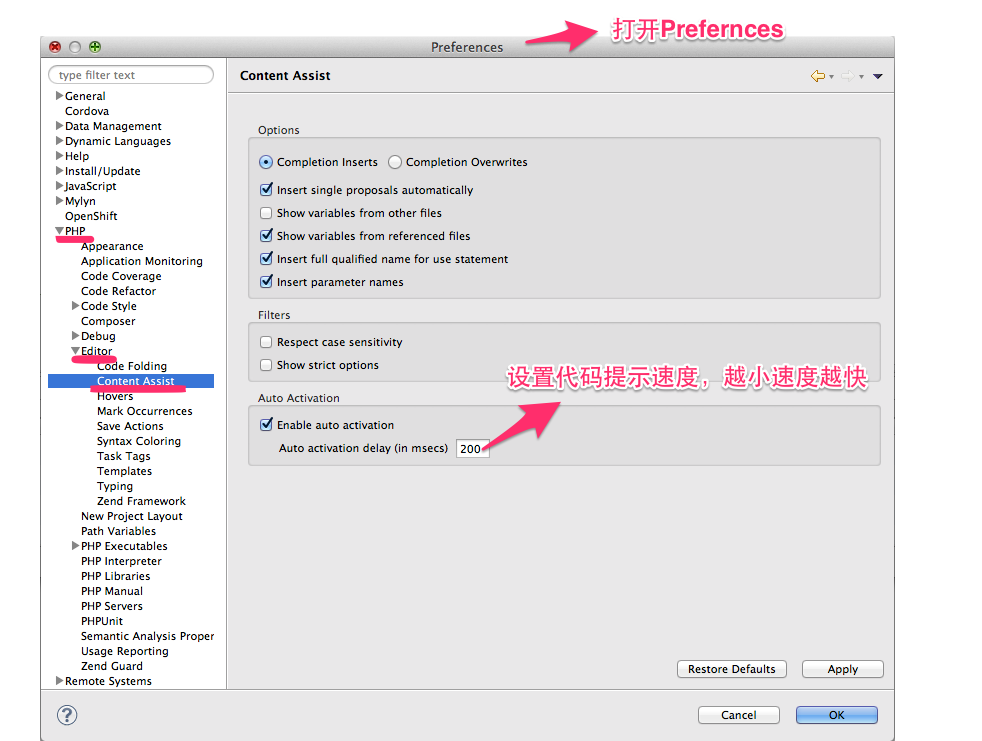 打开Prefernces
Preferences
type filter text
Content Assist
General
Cordova
Data Management
Dynamic Languages
Help
Install/Update
JavaScript
Mylyn
OpenShift
PHP
Appearance
Application Monitoring
Code Coverage
Code Refactor
Code Style
Composer
Debug
Editor
Code Folding
Content Assist
Hovers
Mark Occurrences
Save Actions
Syntax Coloring
Task Tags
Templates
Typing
Zend Framework
New Project Layout
Path Variables
PHP Executables
PHP Interpreter
PHP Libraries
PHP Manual
PHP Servers
PHPUnit
Semantic Analysis Proper
Usage Reporting
Zend Guard
Remote Systems
Options
Completion Inserts Completion Overwrites
Insert single proposals automatically
Show variables from other files
Show variables from referenced files
Insert full qualified name for use statement
Insert parameter names
Filters
Respect case sensitivity
Show strict options
设置代码提示速度，越小速度越快
Auto Activation
Enable auto activation
Auto activation delay (in msecs) 200
Restore Defaults Apply
? Cancel OK